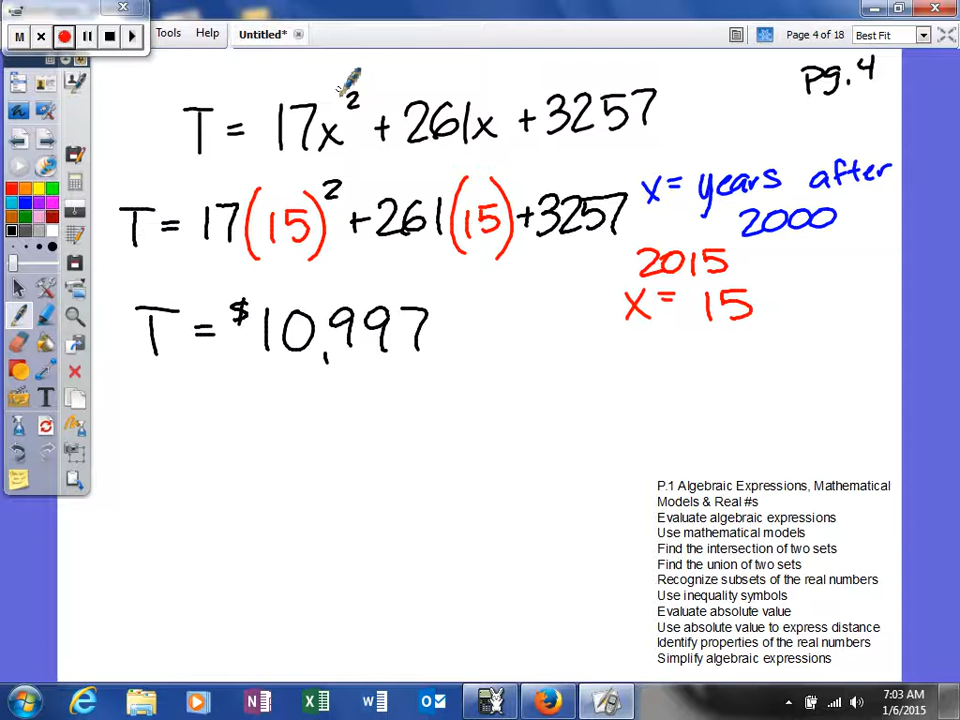 M
Tools Help Untitled* Page 4 of 18 Best Fit
pg. 4
T = 17x² + 261x + 3257
x = years after 2000
T = 17(15)² + 261(15) + 3257
2015
x = 15
T = $10,997
P.1 Algebraic Expressions, Mathematical
Models & Real #s
Evaluate algebraic expressions
Use mathematical models
Find the intersection of two sets
Find the union of two sets
Recognize subsets of the real numbers
Use inequality symbols
Evaluate absolute value
Use absolute value to express distance
Identify properties of the real numbers
Simplify algebraic expressions
7:03 AM
1/6/2015